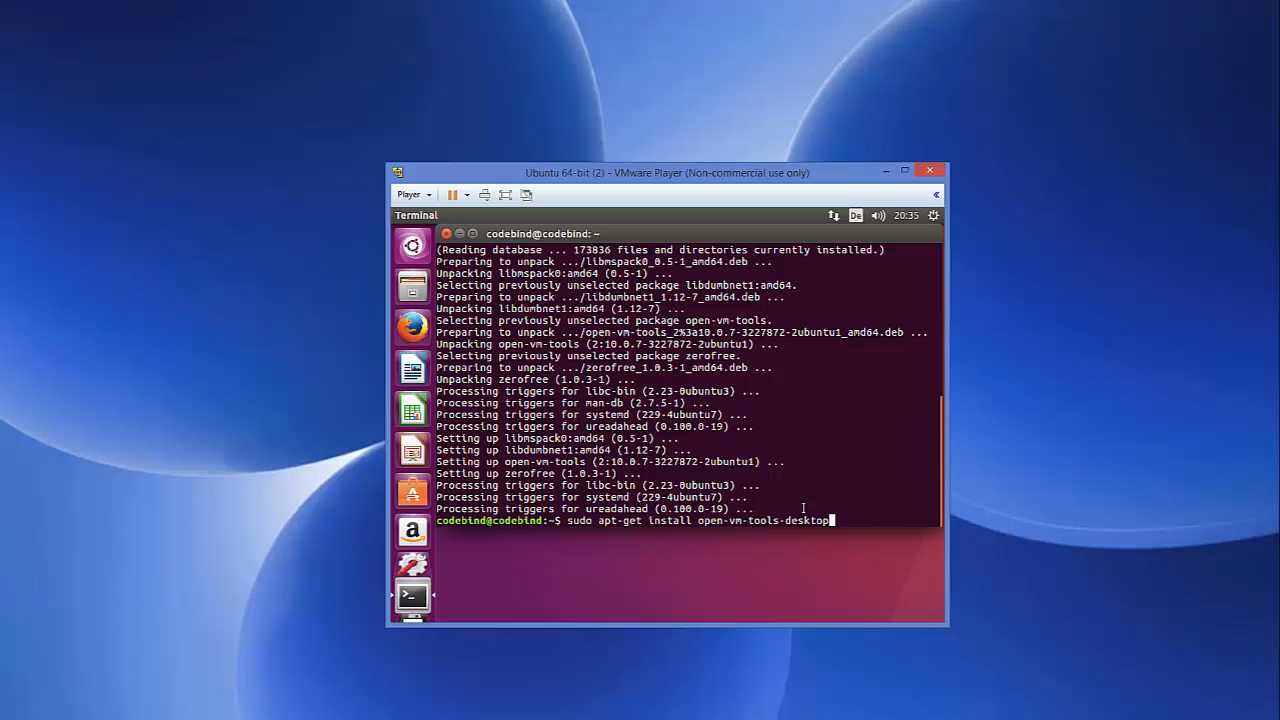 Ubuntu 64-bit (2) - VMware Player (Non-commercial use only)
Player
Terminal
De
20:35
codebind@codebind: ~
(Reading database ... 173836 files and directories currently installed.)
Preparing to unpack .../libmspack0_0.5-1_amd64.deb ...
Unpacking libmspack0:amd64 (0.5-1) ...
Selecting previously unselected package libdumbnet1:amd64.
Preparing to unpack .../libdumbnet1_1.12-7_amd64.deb ...
Unpacking libdumbnet1:amd64 (1.12-7) ...
Selecting previously unselected package open-vm-tools.
Preparing to unpack .../open-vm-tools_2%3a10.0.7-3227872-2ubuntu1_amd64.deb ...
Unpacking open-vm-tools (2:10.0.7-3227872-2ubuntu1) ...
Selecting previously unselected package zerofree.
Preparing to unpack .../zerofree_1.0.3-1_amd64.deb ...
Unpacking zerofree (1.0.3-1) ...
Processing triggers for libc-bin (2.23-0ubuntu3) ...
Processing triggers for man-db (2.7.5-1) ...
Processing triggers for systemd (229-4ubuntu7) ...
Processing triggers for ureadahead (0.100.0-19) ...
Setting up libmspack0:amd64 (0.5-1) ...
Setting up libdumbnet1:amd64 (1.12-7) ...
Setting up open-vm-tools (2:10.0.7-3227872-2ubuntu1) ...
Setting up zerofree (1.0.3-1) ...
Processing triggers for libc-bin (2.23-0ubuntu3) ...
Processing triggers for systemd (229-4ubuntu7) ...
Processing triggers for ureadahead (0.100.0-19) ...
codebind@codebind:~$ sudo apt-get install open-vm-tools-desktop